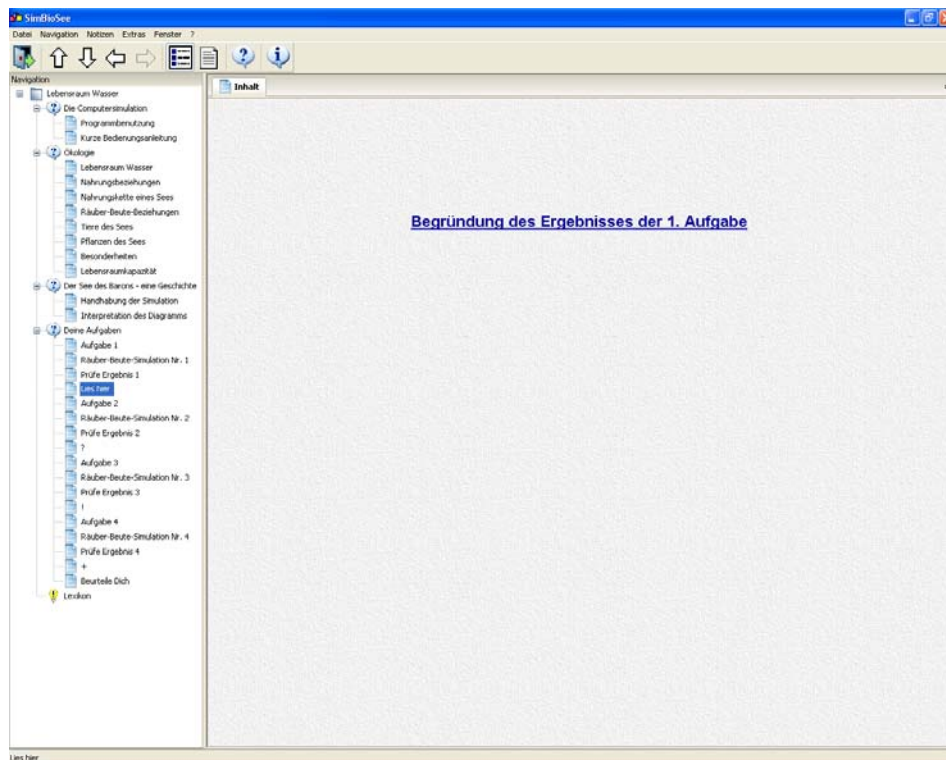 SimBioSee
Datei Navigation Notizen Extras Fenster ?
Navigation
Inhalt
Lebensraum Wasser
Die Computersimulation
Programmbenutzung
Kurze Bedienungsanleitung
Ökologie
Lebensraum Wasser
Nahrungsbeziehungen
Nahrungskette eines Sees
Räuber-Beute-Beziehungen
Tiere des Sees
Pflanzen des Sees
Besonderheiten
Lebensraumkapazität
Der See des Barons - eine Geschichte
Handhabung der Simulation
Interpretation des Diagramms
Deine Aufgaben
Aufgabe 1
Räuber-Beute-Simulation Nr. 1
Prüfe Ergebnis 1
Lies hier
Aufgabe 2
Räuber-Beute-Simulation Nr. 2
Prüfe Ergebnis 2
?
Aufgabe 3
Räuber-Beute-Simulation Nr. 3
Prüfe Ergebnis 3
!
Aufgabe 4
Räuber-Beute-Simulation Nr. 4
Prüfe Ergebnis 4
+
Beurteile Dich
Lexikon
Begründung des Ergebnisses der 1. Aufgabe
Lies hier